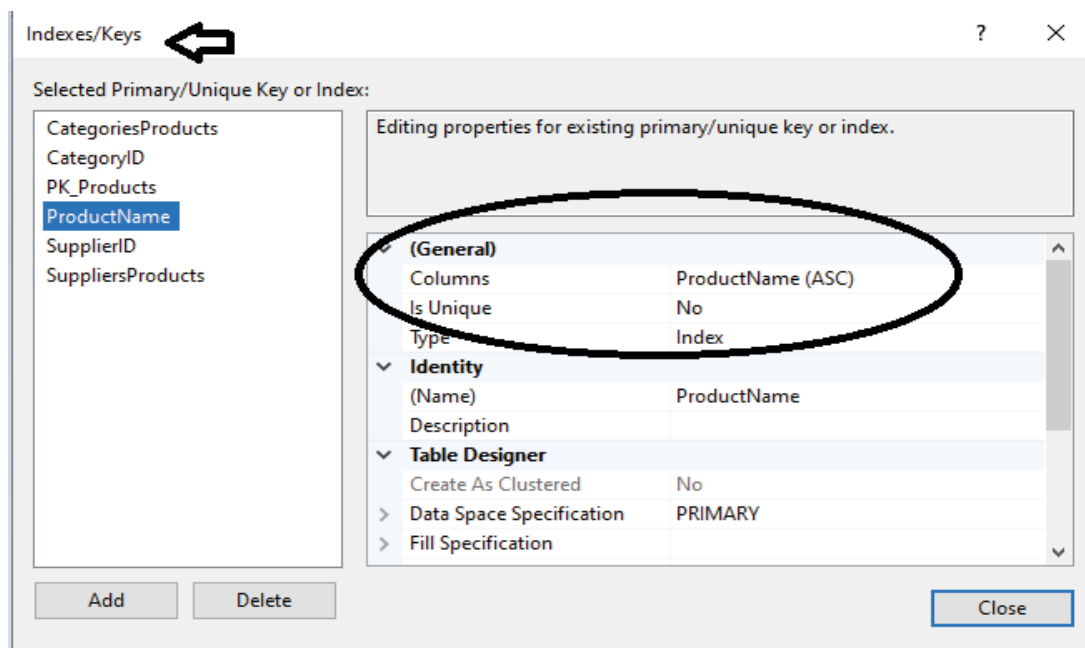 Indexes/Keys ? ×
Selected Primary/Unique Key or Index:
CategoriesProducts
CategoryID
PK_Products
ProductName
SupplierID
SuppliersProducts
Editing properties for existing primary/unique key or index.
(General)
Columns ProductName (ASC)
Is Unique No
Type Index
Identity
(Name) ProductName
Description
Table Designer
Create As Clustered No
Data Space Specification PRIMARY
Fill Specification
Add Delete
Close